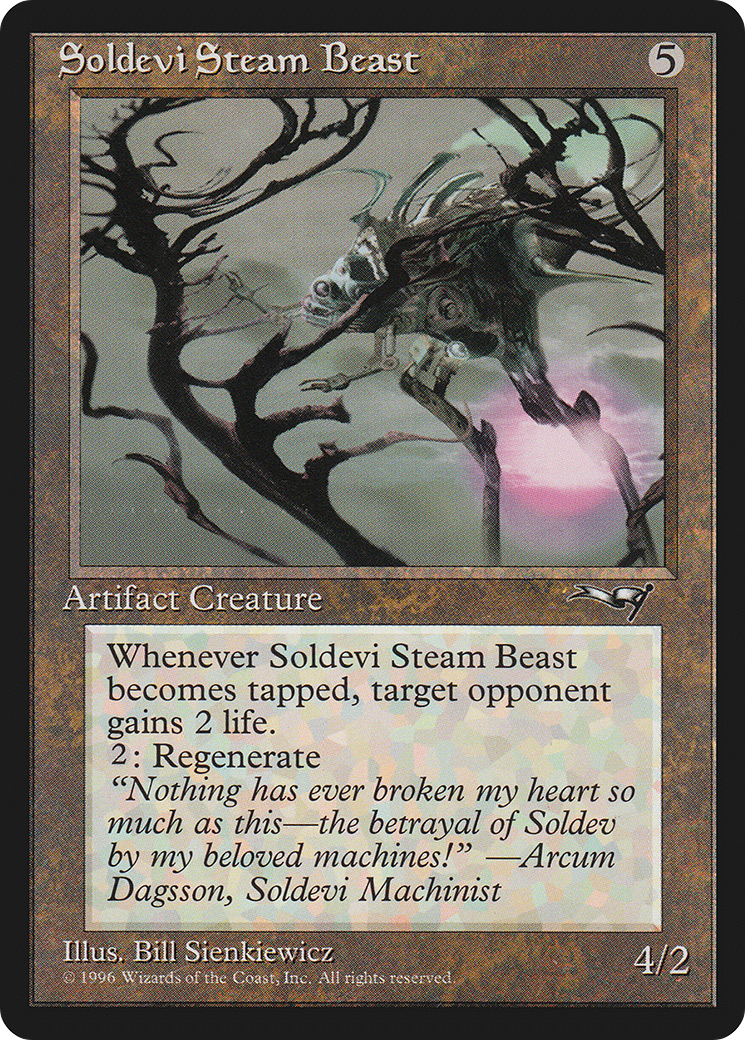 Soldevi Steam Beast 5
Artifact Creature
Whenever Soldevi Steam Beast
becomes tapped, target opponent
gains 2 life.
2: Regenerate
“Nothing has ever broken my heart so
much as this—the betrayal of Soldev
by my beloved machines!” —Arcum
Dagsson, Soldevi Machinist
Illus. Bill Sienkiewicz
4/2
© 1996 Wizards of the Coast, Inc. All rights reserved.